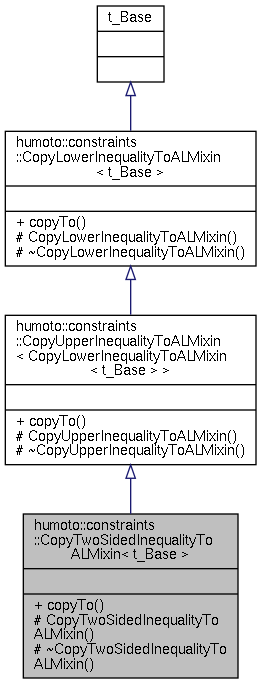 t_Base
humoto::constraints
::CopyLowerInequalityToALMixin
< t_Base >
+ copyTo()
# CopyLowerInequalityToALMixin()
# ~CopyLowerInequalityToALMixin()
humoto::constraints
::CopyUpperInequalityToALMixin
< CopyLowerInequalityToALMixin
< t_Base > >
+ copyTo()
# CopyUpperInequalityToALMixin()
# ~CopyUpperInequalityToALMixin()
humoto::constraints
::CopyTwoSidedInequalityTo
ALMixin< t_Base >
+ copyTo()
# CopyTwoSidedInequalityTo
ALMixin()
# ~CopyTwoSidedInequalityTo
ALMixin()